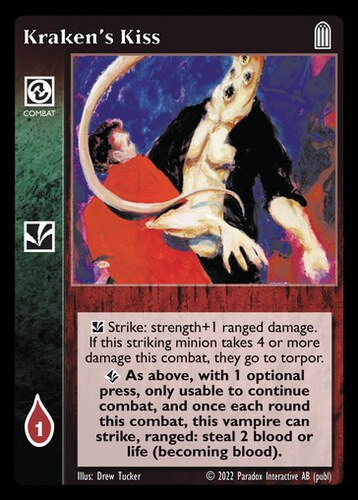 Kraken's Kiss
COMBAT
Strike: strength+1 ranged damage.
If this striking minion takes 4 or more
damage this combat, they go to torpor.
As above, with 1 optional
press, only usable to continue
combat, and once each round
this combat, this vampire can
strike, ranged: steal 2 blood or
life (becoming blood).
1
Illus: Drew Tucker © 2022 Paradox Interactive AB (publ)